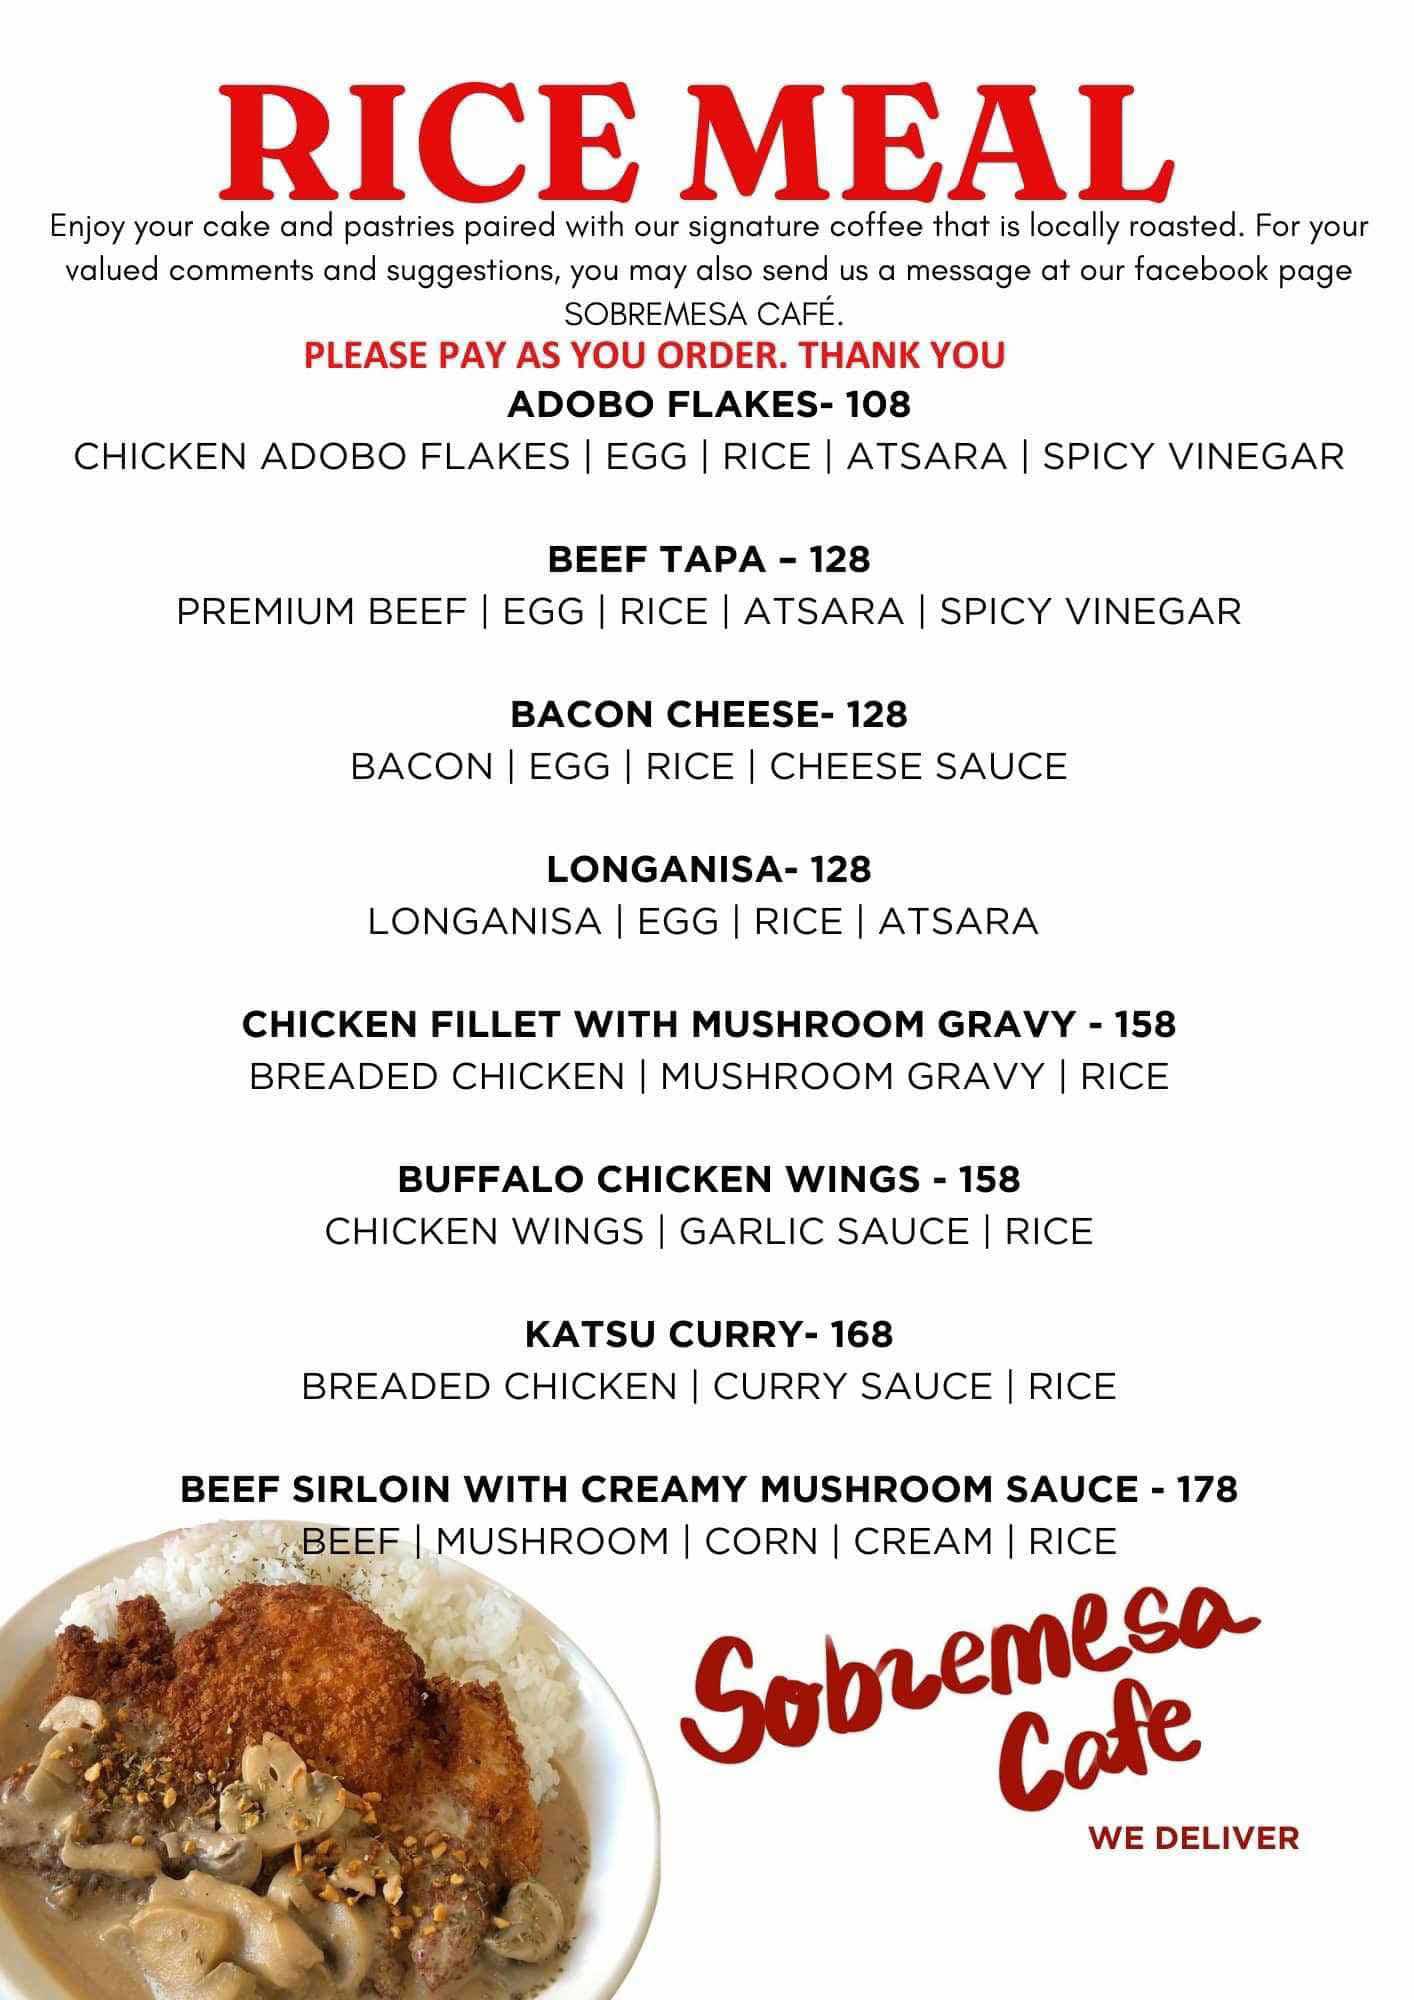 RICE MEAL
Enjoy your cake and pastries paired with our signature coffee that is locally roasted. For your
valued comments and suggestions, you may also send us a message at our facebook page
SOBREMESA CAFÉ.
PLEASE PAY AS YOU ORDER. THANK YOU
ADOBO FLAKES- 108
CHICKEN ADOBO FLAKES | EGG | RICE | ATSARA | SPICY VINEGAR
BEEF TAPA – 128
PREMIUM BEEF | EGG | RICE | ATSARA | SPICY VINEGAR
BACON CHEESE- 128
BACON | EGG | RICE | CHEESE SAUCE
LONGANISA- 128
LONGANISA | EGG | RICE | ATSARA
CHICKEN FILLET WITH MUSHROOM GRAVY - 158
BREADED CHICKEN | MUSHROOM GRAVY | RICE
BUFFALO CHICKEN WINGS - 158
CHICKEN WINGS | GARLIC SAUCE | RICE
KATSU CURRY- 168
BREADED CHICKEN | CURRY SAUCE | RICE
BEEF SIRLOIN WITH CREAMY MUSHROOM SAUCE - 178
BEEF | MUSHROOM | CORN | CREAM | RICE
Sobremesa
Cafe
WE DELIVER